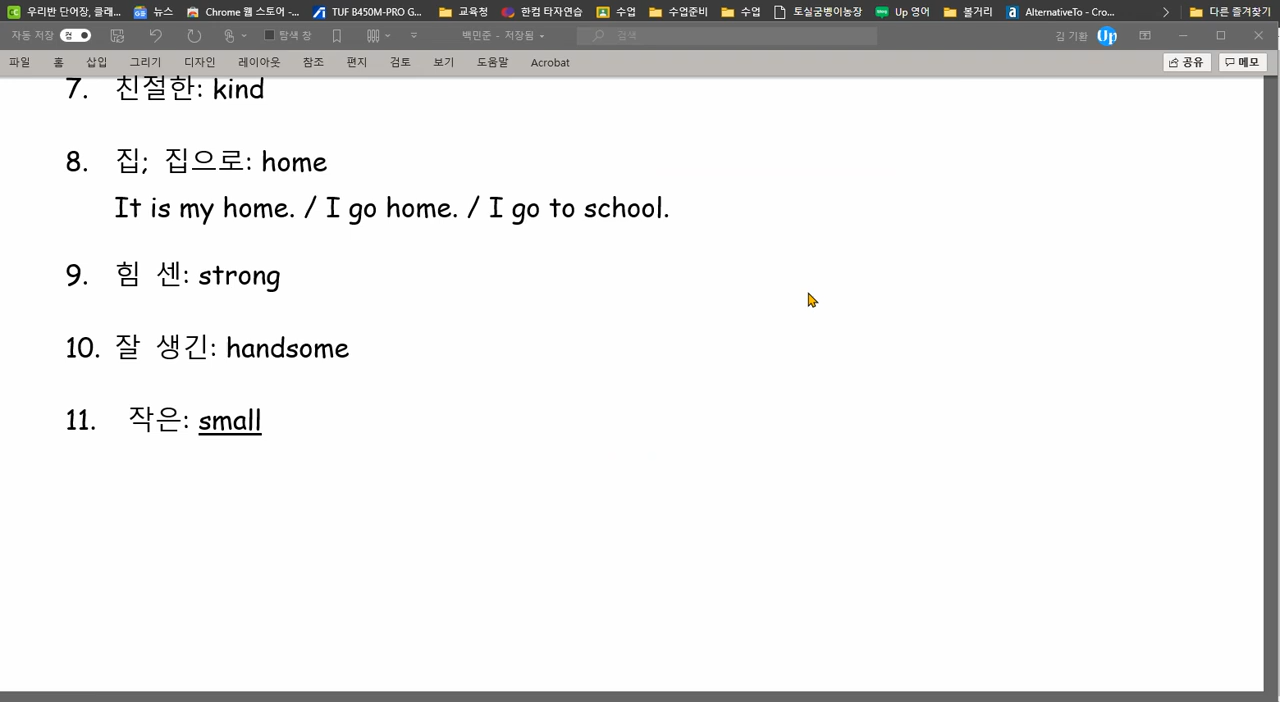 우리반 단어장, 클래... 뉴스 Chrome 웹 스토어 -... TUF B450M-PRO G... 교육청 한컴 타자연습 수업 수업준비 수업 토실궁뱅이농장 Up 영어 볼거리 AlternativeTo - Cro... 다른 즐겨찾기
자동 저장 컴 탐색 창 백민준 - 저장됨 검색 김 기환 Up
파일 홈 삽입 그리기 디자인 레이아웃 참조 편지 검토 보기 도움말 Acrobat 공유 메모
7. 친절한: kind
8. 집; 집으로: home
It is my home. / I go home. / I go to school.
9. 힘 센: strong
10. 잘 생긴: handsome
11. 작은: small